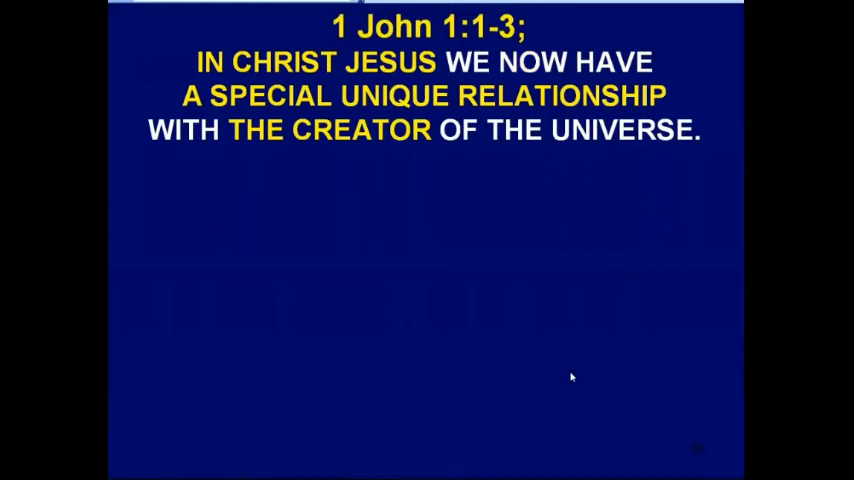 1 John 1:1-3;
IN CHRIST JESUS WE NOW HAVE
A SPECIAL UNIQUE RELATIONSHIP
WITH THE CREATOR OF THE UNIVERSE.